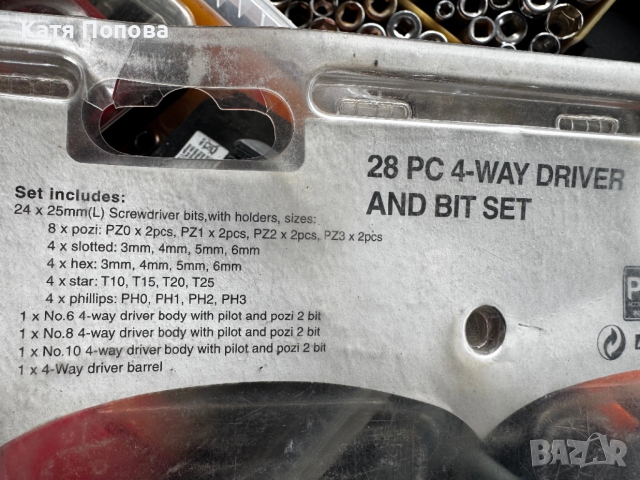 Катя Попова
28 PC 4-WAY DRIVER
AND BIT SET
Set includes:
24 x 25mm(L) Screwdriver bits,with holders, sizes:
8 x pozi: PZ0 x 2pcs, PZ1 x 2pcs, PZ2 x 2pcs, PZ3 x 2pcs
4 x slotted: 3mm, 4mm, 5mm, 6mm
4 x hex: 3mm, 4mm, 5mm, 6mm
4 x star: T10, T15, T20, T25
4 x phillips: PH0, PH1, PH2, PH3
1 x No.6 4-way driver body with pilot and pozi 2 bit
1 x No.8 4-way driver body with pilot and pozi 2 bit
1 x No.10 4-way driver body with pilot and pozi 2 bit
1 x 4-Way driver barrel
BAZAR